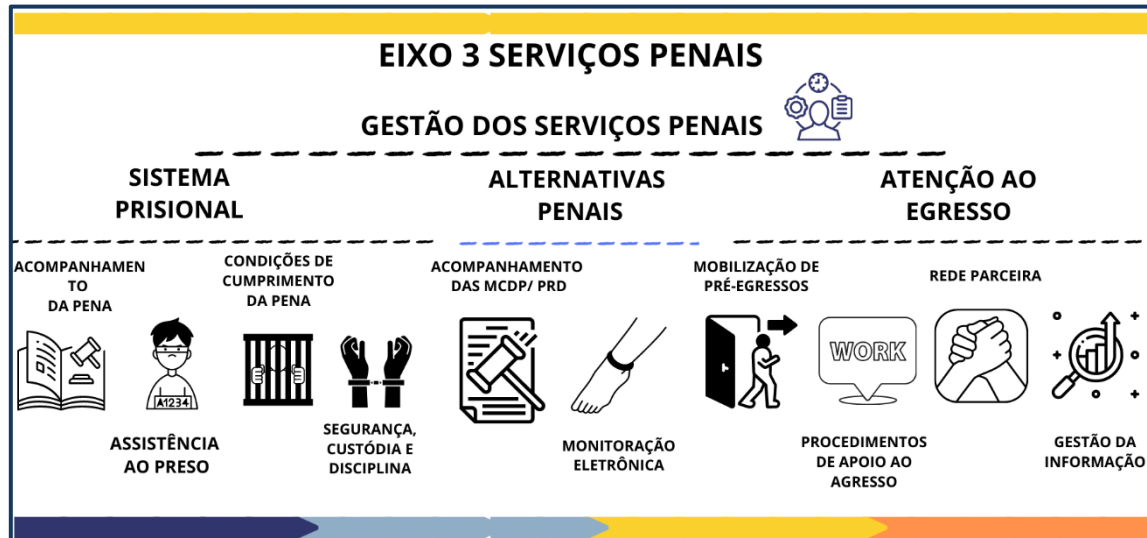 EIXO 3 SERVIÇOS PENAIS
GESTÃO DOS SERVIÇOS PENAIS
SISTEMA
PRISIONAL
ALTERNATIVAS
PENAIS
ATENÇÃO AO
EGRESSO
ACOMPANHAMEN
TO
DA PENA
CONDIÇÕES DE
CUMPRIMENTO
DA PENA
ACOMPANHAMENTO
DAS MCDP/ PRD
MOBILIZAÇÃO DE
PRÉ-EGRESSOS
REDE PARCEIRA
WORK
A1234
ASSISTÊNCIA
AO PRESO
SEGURANÇA,
CUSTÓDIA E
DISCIPLINA
MONITORAÇÃO
ELETRÔNICA
PROCEDIMENTOS
DE APOIO AO
AGRESSO
GESTÃO DA
INFORMAÇÃO